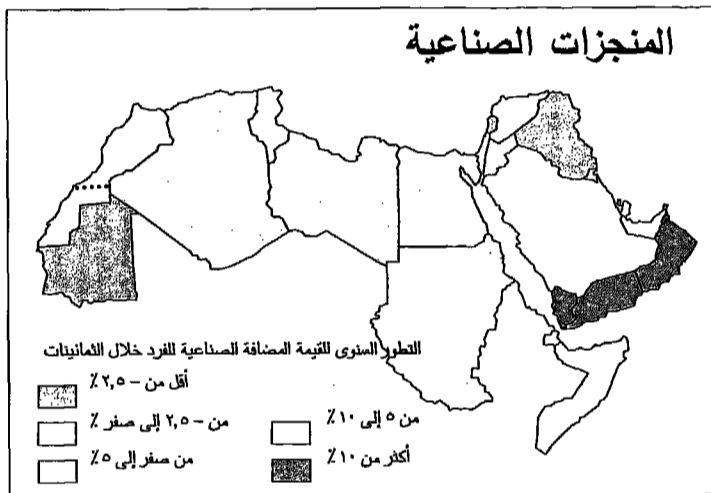 المنجزات الصناعية
التطور السنوى للقيمة المضافة الصناعية للفرد خلال الثمانينات
أقل من -٢,٥٪
من -٢,٥ إلى صفر ٪
من صفر إلى ٥٪
من ٥ إلى ١٠٪
أكثر من ١٠٪